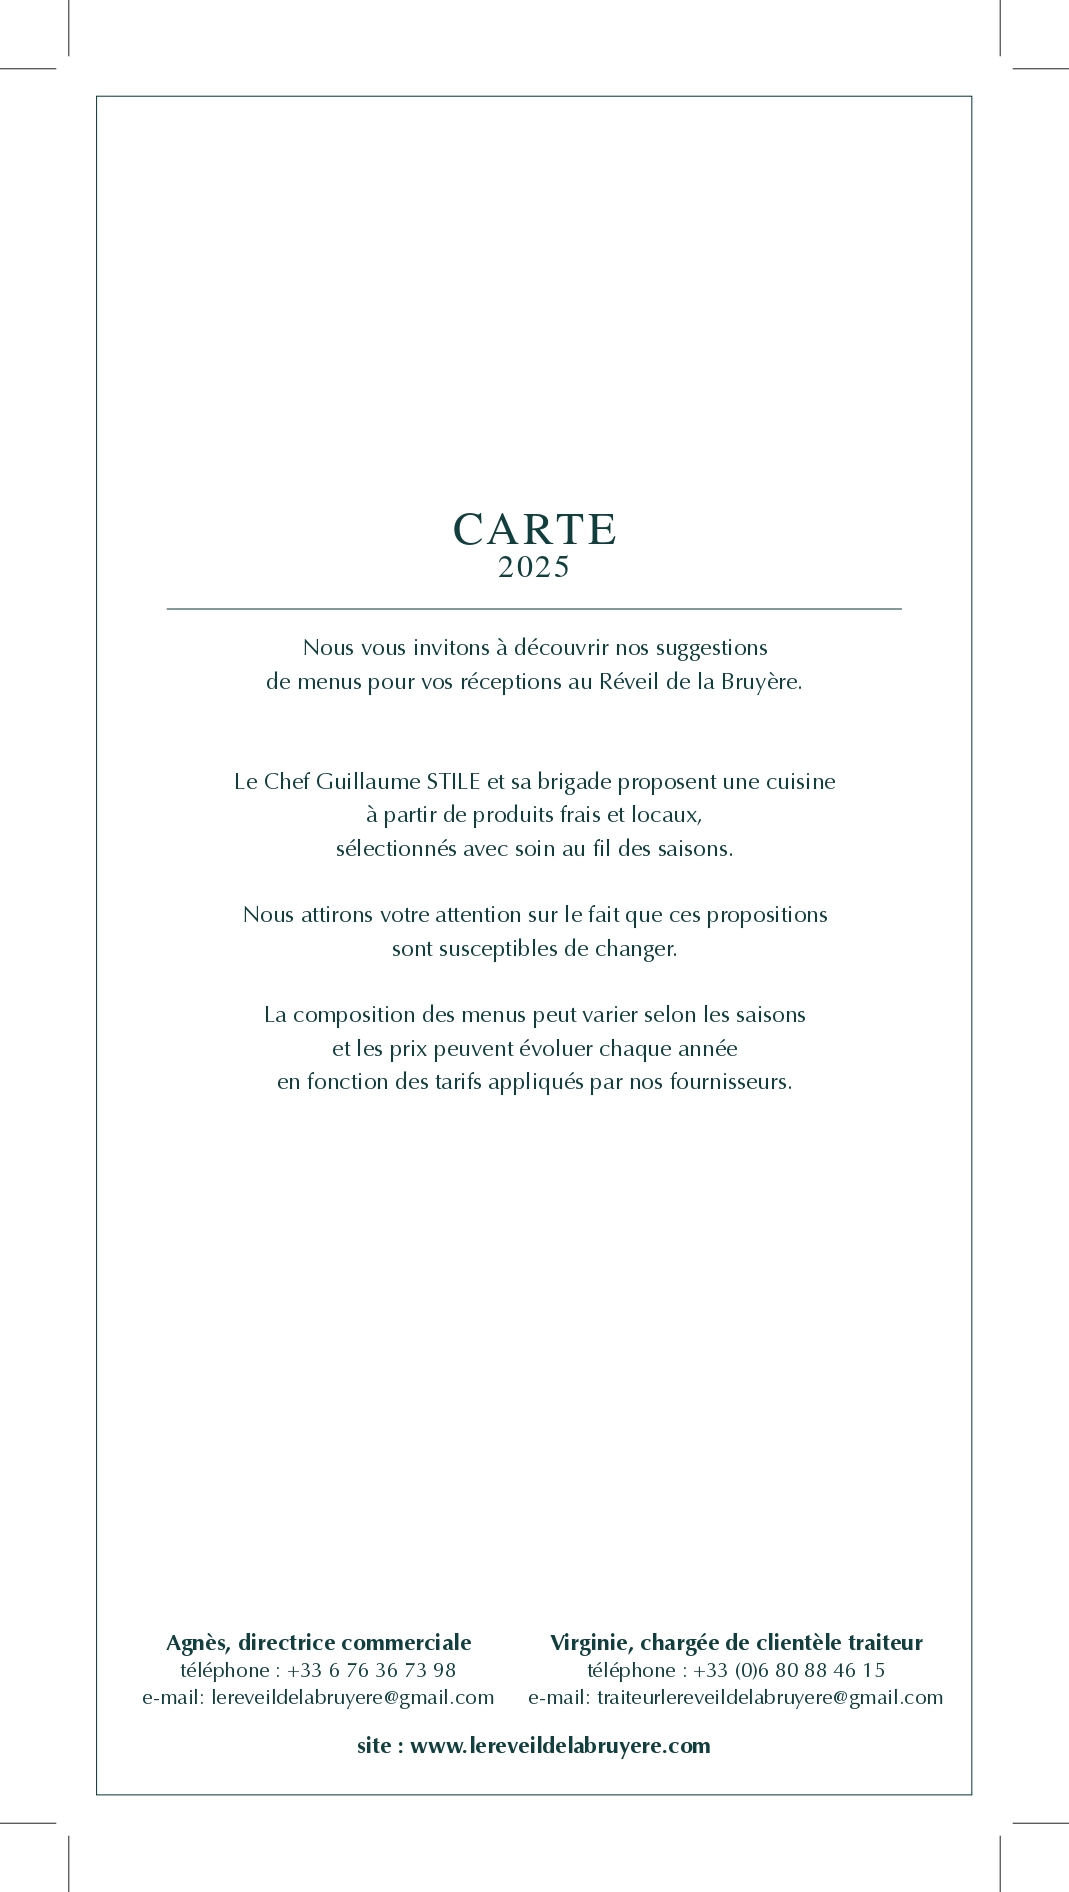 CARTE
2025
Nous vous invitons à découvrir nos suggestions
de menus pour vos réceptions au Réveil de la Bruyère.
Le Chef Guillaume STILE et sa brigade proposent une cuisine
à partir de produits frais et locaux,
sélectionnés avec soin au fil des saisons.
Nous attirons votre attention sur le fait que ces propositions
sont susceptibles de changer.
La composition des menus peut varier selon les saisons
et les prix peuvent évoluer chaque année
en fonction des tarifs appliqués par nos fournisseurs.
Agnès, directrice commerciale
téléphone : +33 6 76 36 73 98
e-mail: lereveildelabruyere@gmail.com
Virginie, chargée de clientèle traiteur
téléphone : +33 (0)6 80 88 46 15
e-mail: traiteurlereveildelabruyere@gmail.com
site : www.lereveildelabruyere.com